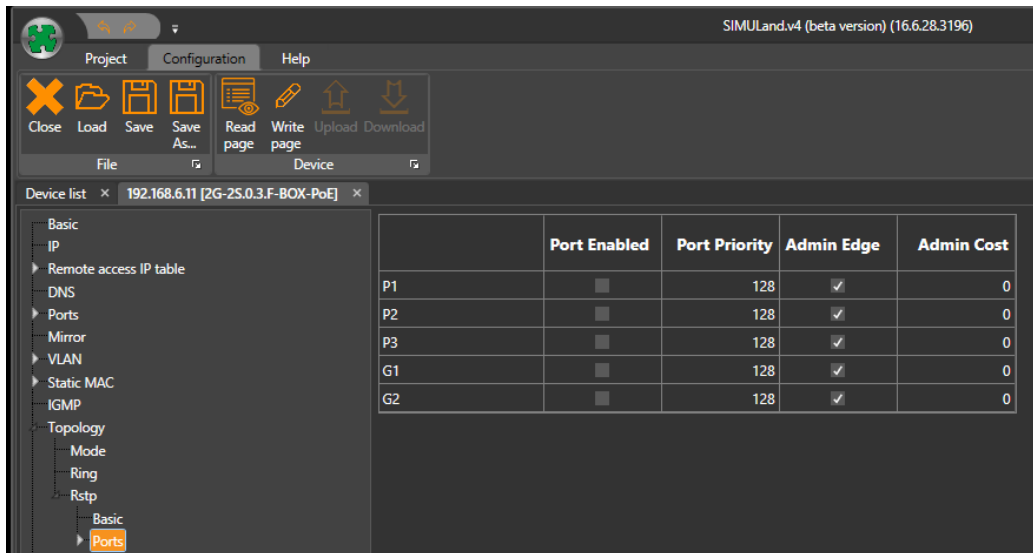 SIMULand.v4 (beta version) (16.6.28.3196)
Project Configuration Help
Close Load Save Save As... Read page Write page Upload Download
File Device
Device list × 192.168.6.11 [2G-2S.0.3.F-BOX-PoE] ×
Basic
IP
Remote access IP table
DNS
Ports
Mirror
VLAN
Static MAC
IGMP
Topology
Mode
Ring
Rstp
Basic
Ports
Port Enabled Port Priority Admin Edge Admin Cost
P1 128 0
P2 128 0
P3 128 0
G1 128 0
G2 128 0